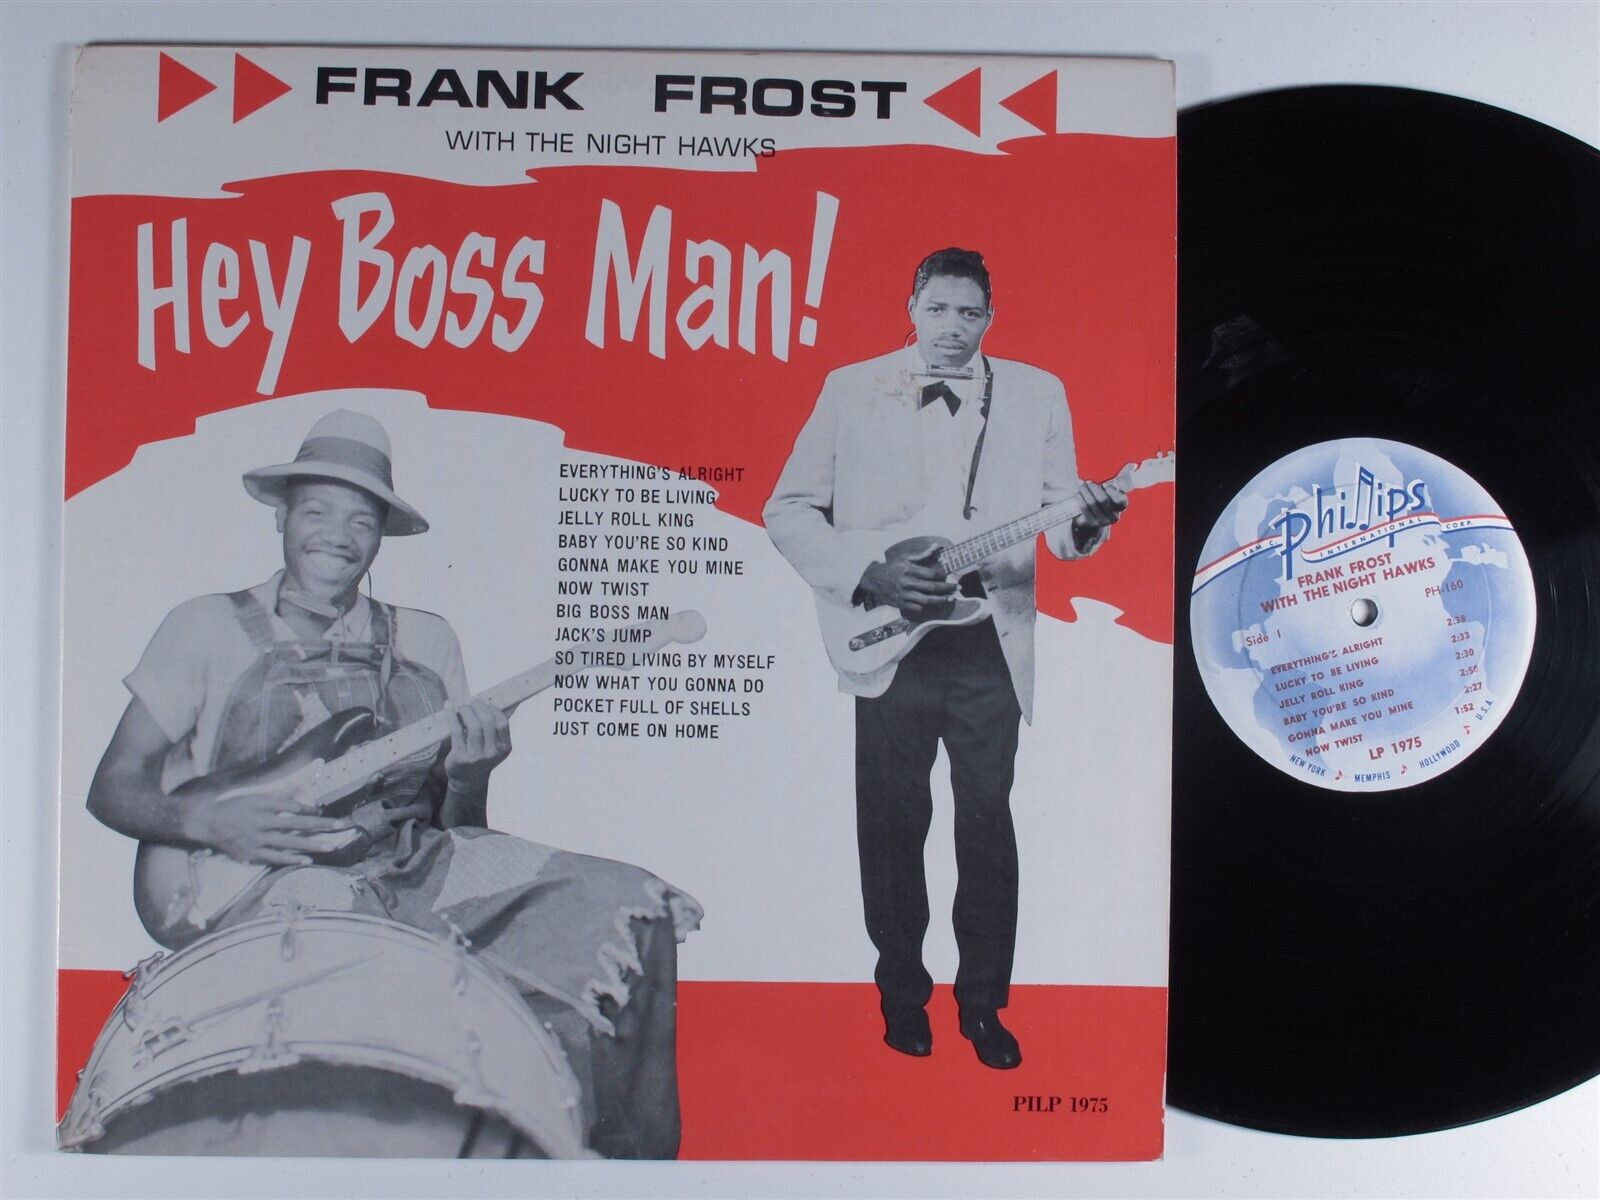 FRANK FROST
WITH THE NIGHT HAWKS
Hey Boss Man!
EVERYTHING'S ALRIGHT
LUCKY TO BE LIVING
JELLY ROLL KING
BABY YOU'RE SO KIND
GONNA MAKE YOU MINE
NOW TWIST
BIG BOSS MAN
JACK'S JUMP
SO TIRED LIVING BY MYSELF
NOW WHAT YOU GONNA DO
POCKET FULL OF SHELLS
JUST COME ON HOME
PILP 1975
Phillips
SAM C. INTERNATIONAL CORP.
FRANK FROST
WITH THE NIGHT HAWKS
PH-160
Side 1
EVERYTHING'S ALRIGHT 2:38
LUCKY TO BE LIVING 2:33
JELLY ROLL KING 2:30
BABY YOU'RE SO KIND 2:50
GONNA MAKE YOU MINE 2:27
NOW TWIST 1:52
LP 1975
NEW YORK MEMPHIS HOLLYWOOD U.S.A.